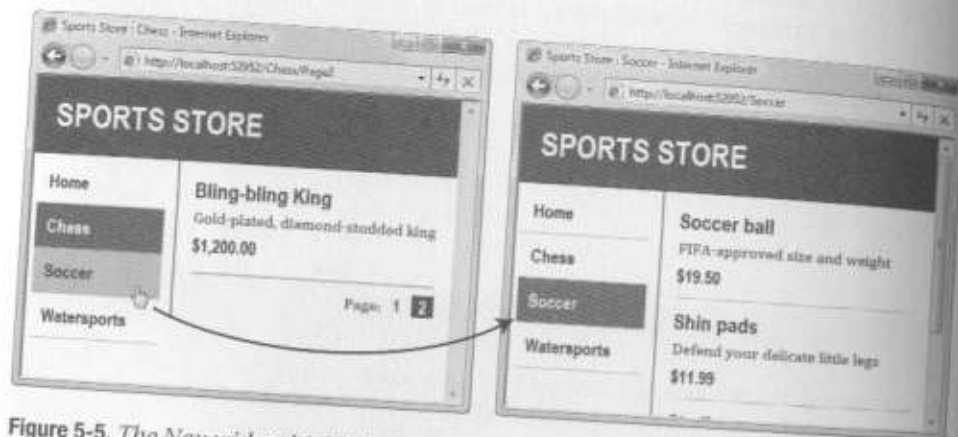 Sports Store : Chess - Internet Explorer
http://localhost:52952/Chess/Page2
SPORTS STORE
Home
Chess
Soccer
Watersports
Bling-bling King
Gold-plated, diamond-studded king
$1,200.00
Page: 1 2
Sports Store : Soccer - Internet Explorer
http://localhost:52952/Soccer
SPORTS STORE
Home
Chess
Soccer
Watersports
Soccer ball
FIFA-approved size and weight
$19.50
Shin pads
Defend your delicate little legs
$11.99
Figure 5-5. The